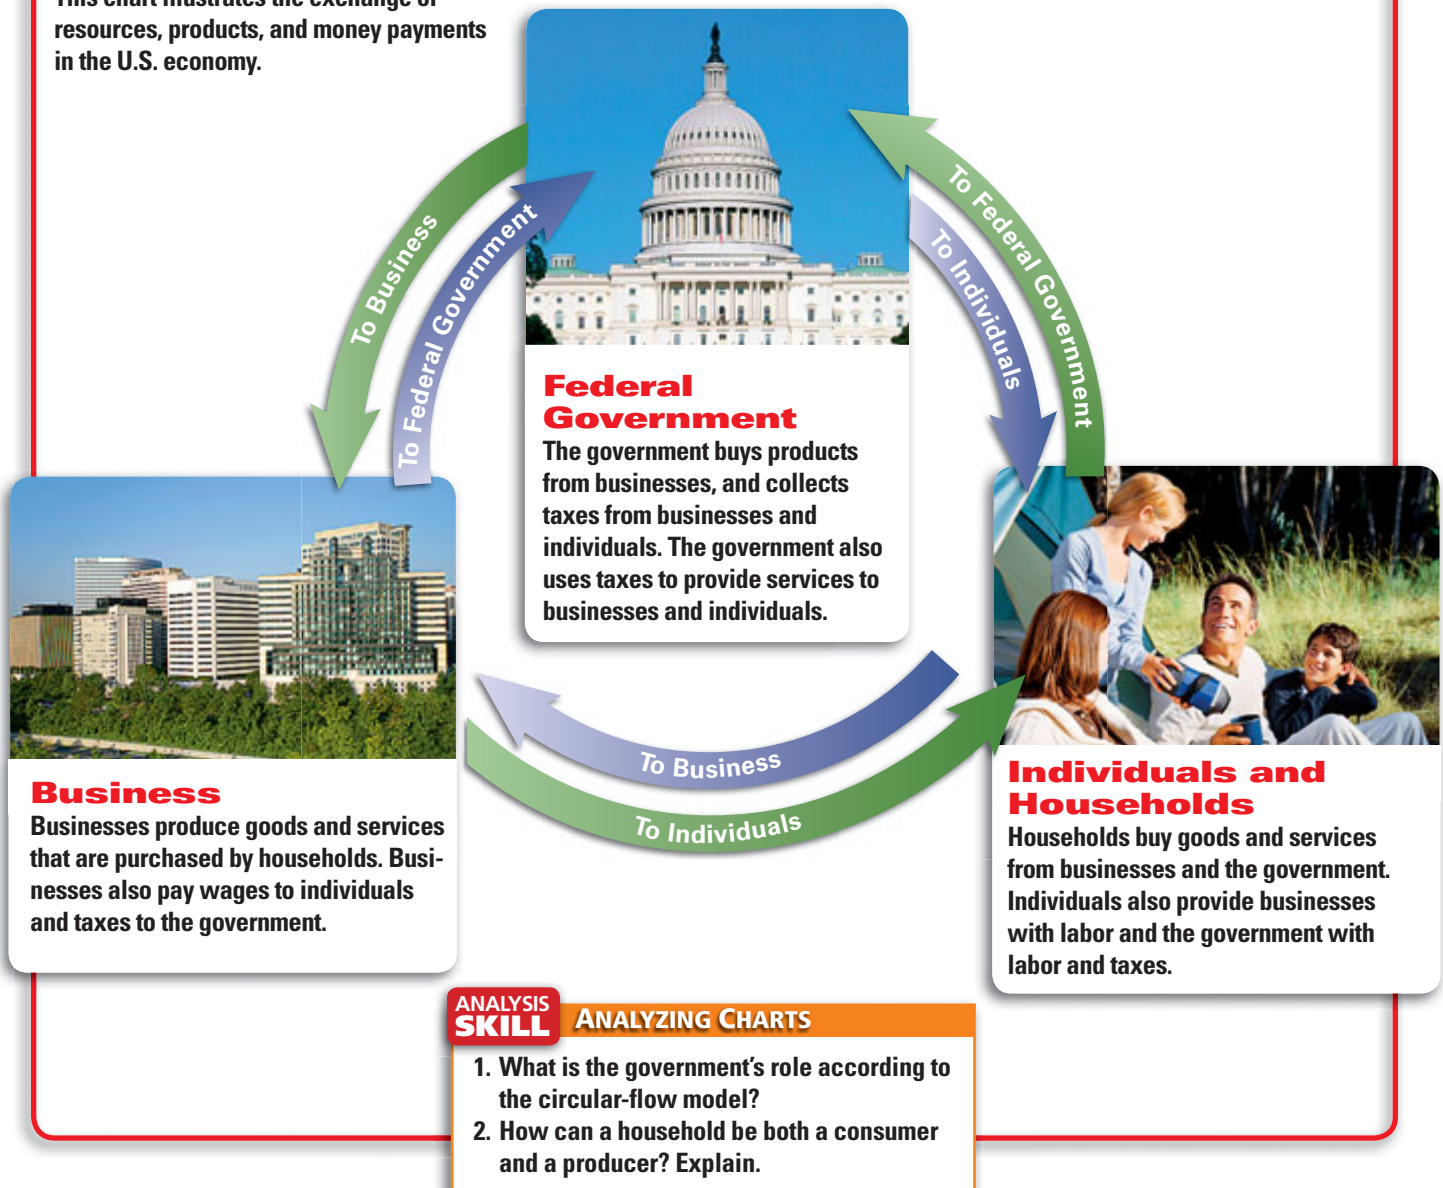 This chart illustrates the exchange of
resources, products, and money payments
in the U.S. economy.
To Business
To Federal Government
To Federal Government
To Individuals
Federal
Government
The government buys products
from businesses, and collects
taxes from businesses and
individuals. The government also
uses taxes to provide services to
businesses and individuals.
To Business
To Individuals
Business
Businesses produce goods and services
that are purchased by households. Busi-
nesses also pay wages to individuals
and taxes to the government.
Individuals and
Households
Households buy goods and services
from businesses and the government.
Individuals also provide businesses
with labor and the government with
labor and taxes.
ANALYSIS
SKILL
ANALYZING CHARTS
1. What is the government's role according to
the circular-flow model?
2. How can a household be both a consumer
and a producer? Explain.